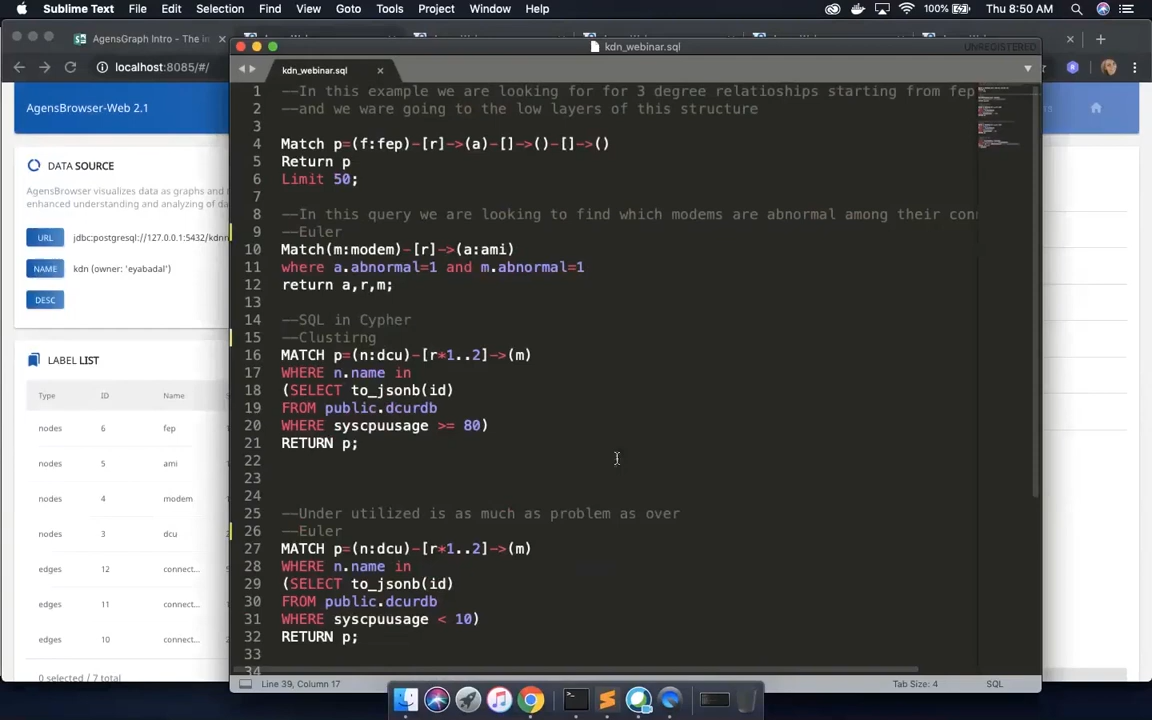 Sublime Text File Edit Selection Find View Goto Tools Project Window Help 100% Thu 8:50 AM
AgensGraph Intro - The in
kdn_webinar.sql
UNREGISTERED
localhost:8085/#/
kdn_webinar.sql
AgensBrowser-Web 2.1
DATA SOURCE
AgensBrowser visualizes data as graphs and
enhanced understanding and analyzing of da
URL jdbc:postgresql://127.0.0.1:5432/kdn
NAME kdn (owner: 'eyabadal')
DESC
LABEL LIST
Type ID Name
nodes 6 fep
nodes 5 ami
nodes 4 modem
nodes 3 dcu
edges 12 connect...
edges 11 connect...
edges 10 connect...
0 selected / 7 total
1 --In this example we are looking for for 3 degree relatioships starting from fep
2 --and we ware going to the low layers of this structure
3
4 Match p=(f:fep)-[r]->(a)-[]->()-[]->()
5 Return p
6 Limit 50;
7
8 --In this query we are looking to find which modems are abnormal among their con
9 --Euler
10 Match(m:modem)-[r]->(a:ami)
11 where a.abnormal=1 and m.abnormal=1
12 return a,r,m;
13
14 --SQL in Cypher
15 --Clustirng
16 MATCH p=(n:dcu)-[r*1..2]->(m)
17 WHERE n.name in
18 (SELECT to_jsonb(id)
19 FROM public.dcurdb
20 WHERE syscpuusage >= 80)
21 RETURN p;
22
23
24
25 --Under utilized is as much as problem as over
26 --Euler
27 MATCH p=(n:dcu)-[r*1..2]->(m)
28 WHERE n.name in
29 (SELECT to_jsonb(id)
30 FROM public.dcurdb
31 WHERE syscpuusage < 10)
32 RETURN p;
33
34
Line 39, Column 17 Tab Size: 4 SQL